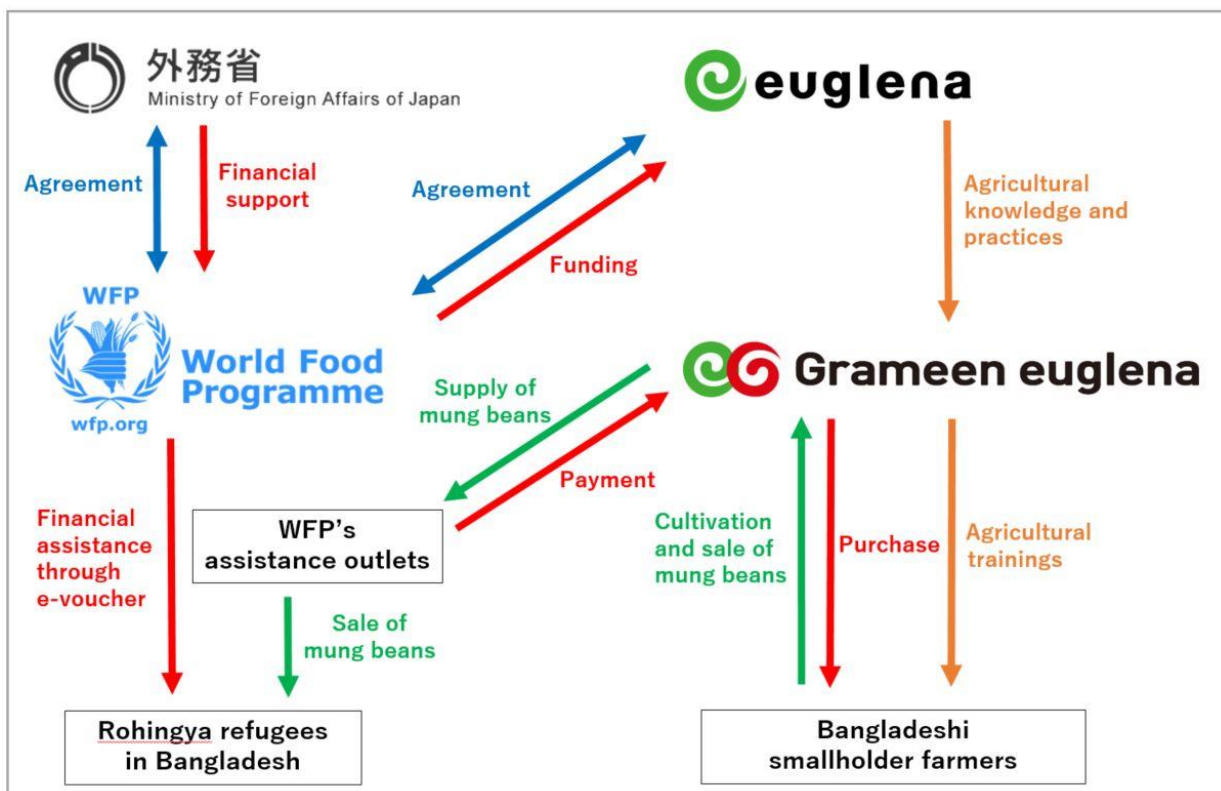 外務省
Ministry of Foreign Affairs of Japan
euglena
Agreement
Financial
support
Agreement
Funding
Agricultural
knowledge and
practices
WFP
wfp.org
World Food
Programme
Grameen euglena
Supply of
mung beans
Payment
Financial
assistance
through
e-voucher
WFP's
assistance outlets
Cultivation
and sale of
mung beans
Purchase
Agricultural
trainings
Sale of
mung beans
Rohingya refugees
in Bangladesh
Bangladeshi
smallholder farmers